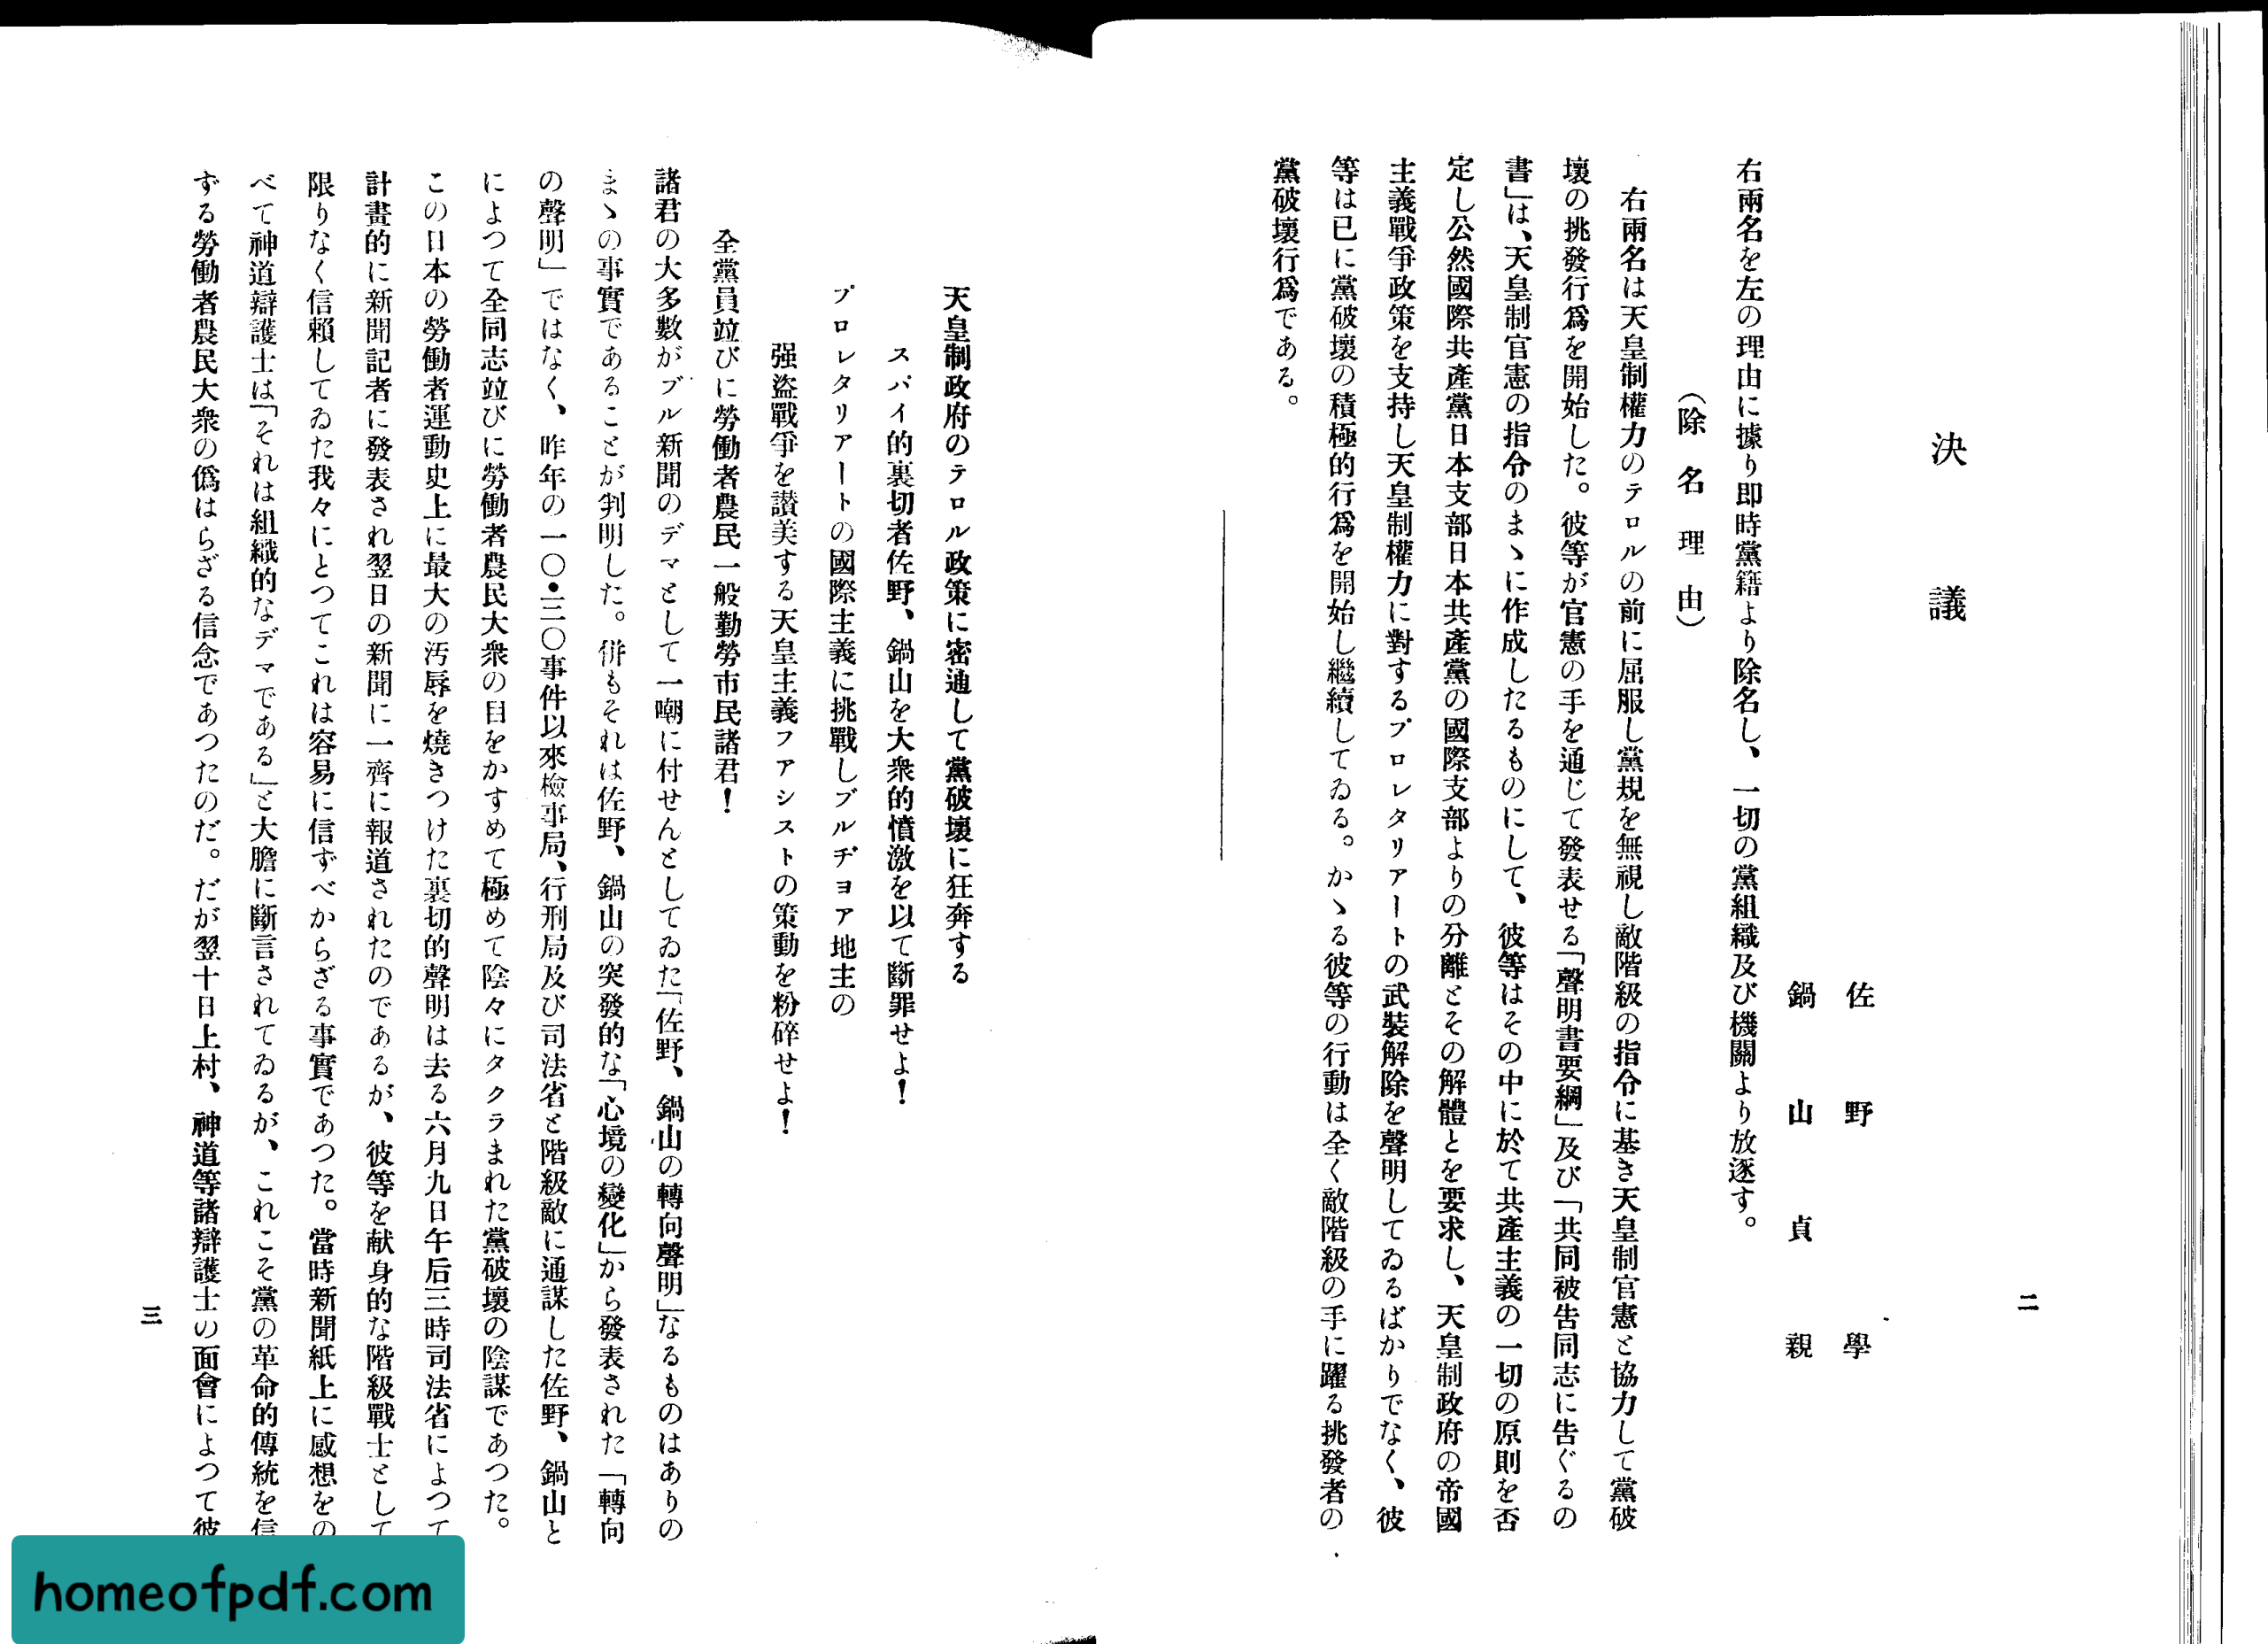 二
決議
佐野學
鍋山貞親
右兩名を左の理由に據り即時黨籍より除名し、一切の黨組織及び機關より放逐す。
(除名理由)
右兩名は天皇制權力のテロルの前に屈服し黨規を無視し敵階級の指令に基き天皇制官憲と協力して黨破
壞の挑發行爲を開始した。彼等が官憲の手を通じて發表せる「聲明書要綱」及び「共同被吿同志に吿ぐるの
書」は、天皇制官憲の指令のまゝに作成したるものにして、彼等はその中に於て共產主義の一切の原則を否
定し公然國際共產黨日本支部日本共產黨の國際支部よりの分離とその解體とを要求し、天皇制政府の帝國
主義戰爭政策を支持し天皇制權力に對するプロレタリアートの武裝解除を聲明してゐるばかりでなく、彼
等は已に黨破壞の積極的行爲を開始し繼續してゐる。かゝる彼等の行動は全く敵階級の手に躍る挑發者の
黨破壞行爲である。
天皇制政府のテロル政策に密通して黨破壞に狂奔する
スパイ的裏切者佐野、鍋山を大衆的憤激を以て斷罪せよ！
プロレタリアートの國際主義に挑戰しブルヂヨア地主の
强盜戰爭を讃美する天皇主義フアシストの策動を粉碎せよ！
全黨員竝びに勞働者農民一般勤勞市民諸君！
諸君の大多數がブル新聞のデマとして一嘲に付せんとしてゐた「佐野、鍋山の轉向聲明」なるものはありの
まゝの事實であることが判明した。併もそれは佐野、鍋山の突發的な「心境の變化」から發表された「轉向
の聲明」ではなく、昨年の一〇・三〇事件以來檢事局、行刑局及び司法省と階級敵に通謀した佐野、鍋山と
によつて全同志竝びに勞働者農民大衆の目をかすめて極めて陰々にタクラまれた黨破壞の陰謀であつた。
この日本の勞働者運動史上に最大の汚辱を燒きつけた裏切的聲明は去る六月九日午后三時司法省によつて
計畫的に新聞記者に發表され翌日の新聞に一齊に報道されたのであるが、彼等を献身的な階級戰士として
限りなく信賴してゐた我々にとつてこれは容易に信ずべからざる事實であつた。當時新聞紙上に感想をの
べて神道辯護士は「それは組織的なデマである」と大膽に斷言されてゐるが、これこそ黨の革命的傳統を信
ずる勞働者農民大衆の僞はらざる信念であつたのだ。だが翌十日上村、神道等諸辯護士の面會によつて彼
三
homeofpdf.com